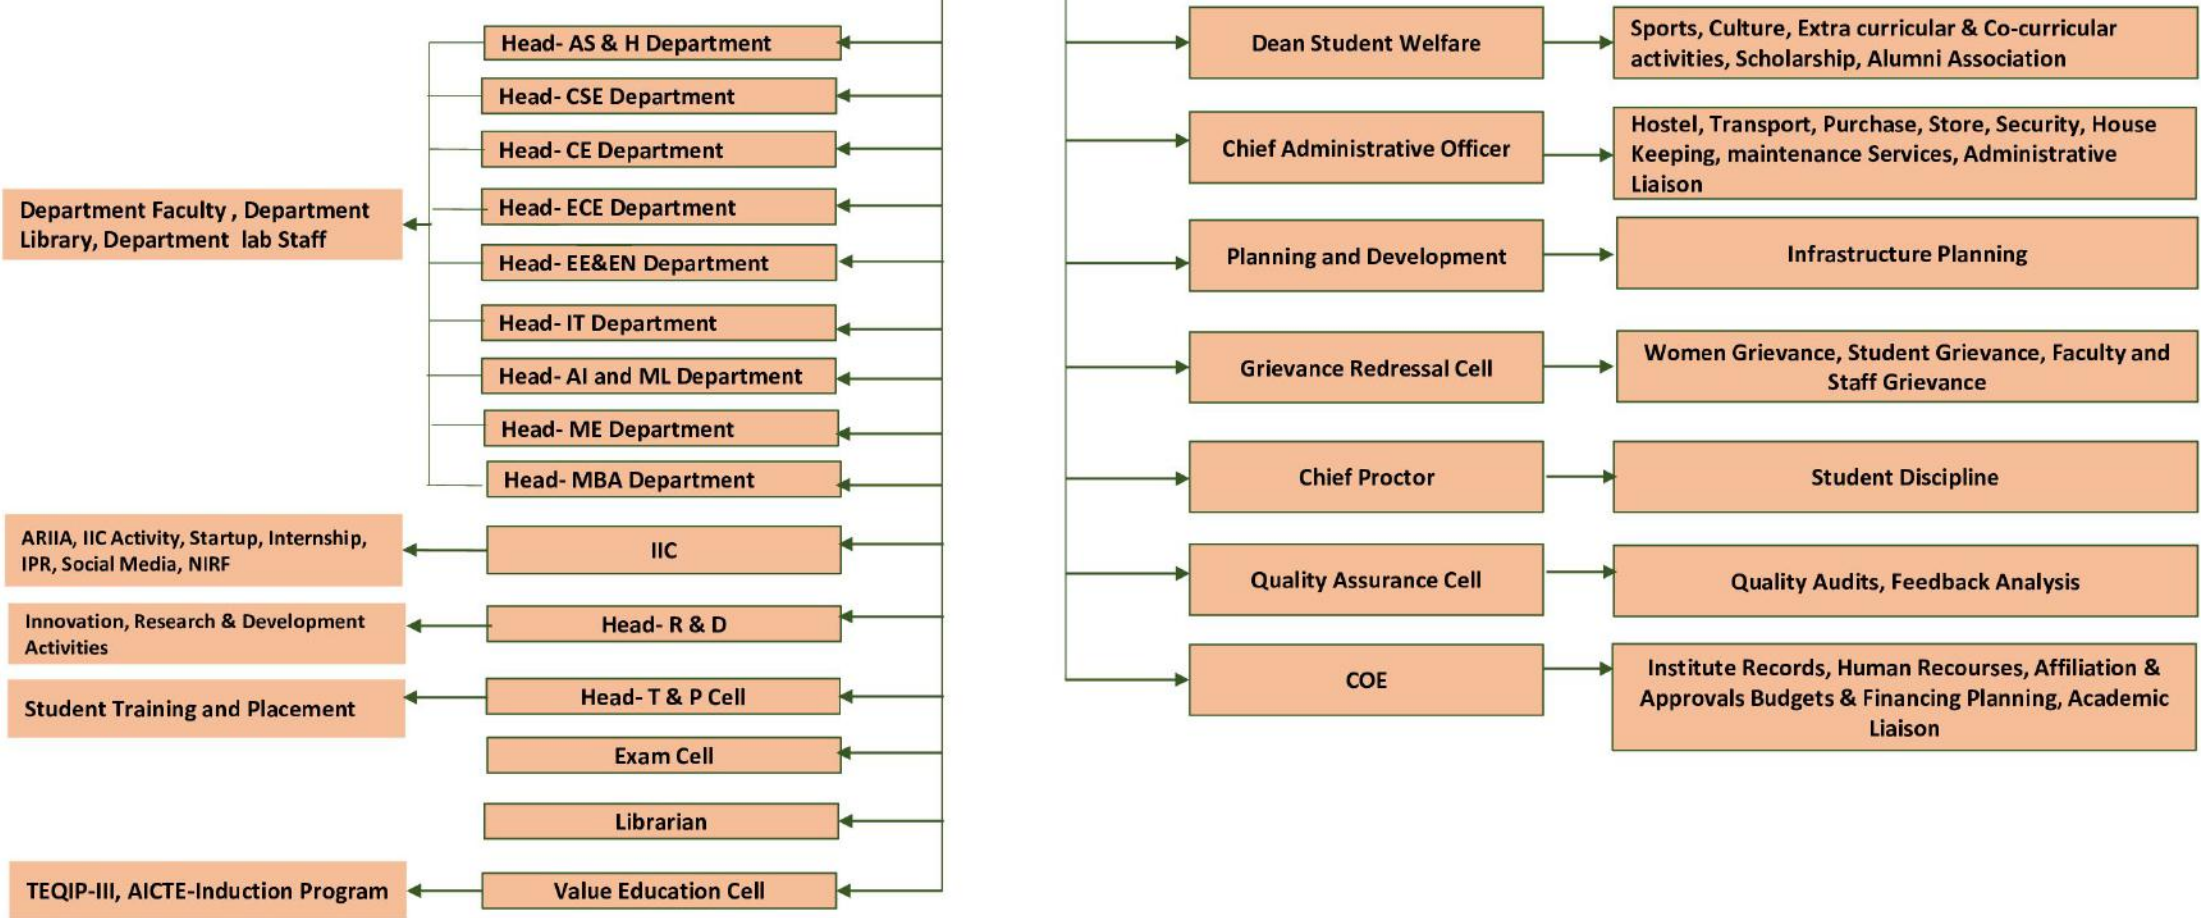 Head- AS & H Department
Head- CSE Department
Head- CE Department
Head- ECE Department
Head- EE&EN Department
Head- IT Department
Head- AI and ML Department
Head- ME Department
Head- MBA Department
Department Faculty , Department
Library, Department lab Staff
IIC
ARIIA, IIC Activity, Startup, Internship,
IPR, Social Media, NIRF
Head- R & D
Innovation, Research & Development
Activities
Head- T & P Cell
Student Training and Placement
Exam Cell
Librarian
Value Education Cell
TEQIP-III, AICTE-Induction Program
Dean Student Welfare
Sports, Culture, Extra curricular & Co-curricular
activities, Scholarship, Alumni Association
Chief Administrative Officer
Hostel, Transport, Purchase, Store, Security, House
Keeping, maintenance Services, Administrative
Liaison
Planning and Development
Infrastructure Planning
Grievance Redressal Cell
Women Grievance, Student Grievance, Faculty and
Staff Grievance
Chief Proctor
Student Discipline
Quality Assurance Cell
Quality Audits, Feedback Analysis
COE
Institute Records, Human Recourses, Affiliation &
Approvals Budgets & Financing Planning, Academic
Liaison